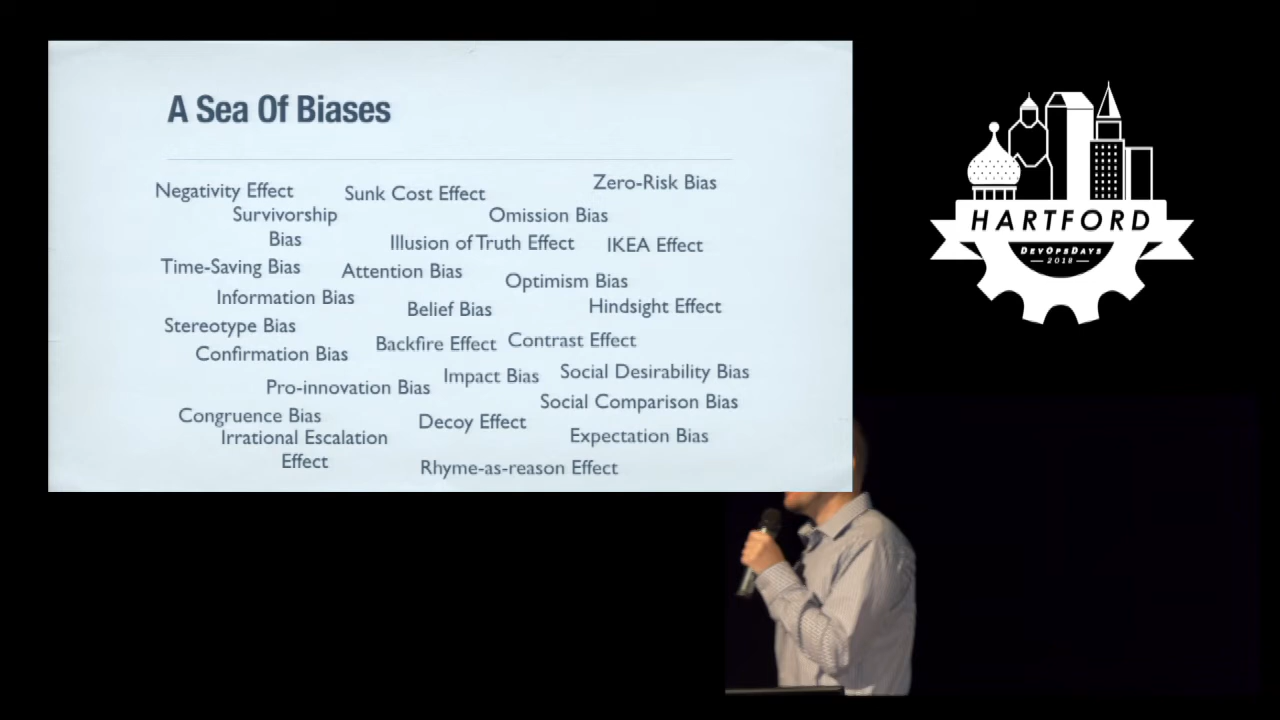 A Sea Of Biases
Negativity Effect
Sunk Cost Effect
Zero-Risk Bias
Survivorship
Bias
Omission Bias
Illusion of Truth Effect
IKEA Effect
Time-Saving Bias
Attention Bias
Optimism Bias
Information Bias
Belief Bias
Hindsight Effect
Stereotype Bias
Confirmation Bias
Backfire Effect
Contrast Effect
Pro-innovation Bias
Impact Bias
Social Desirability Bias
Social Comparison Bias
Congruence Bias
Decoy Effect
Expectation Bias
Irrational Escalation
Effect
Rhyme-as-reason Effect
HARTFORD
DEVOPSDAYS
2018